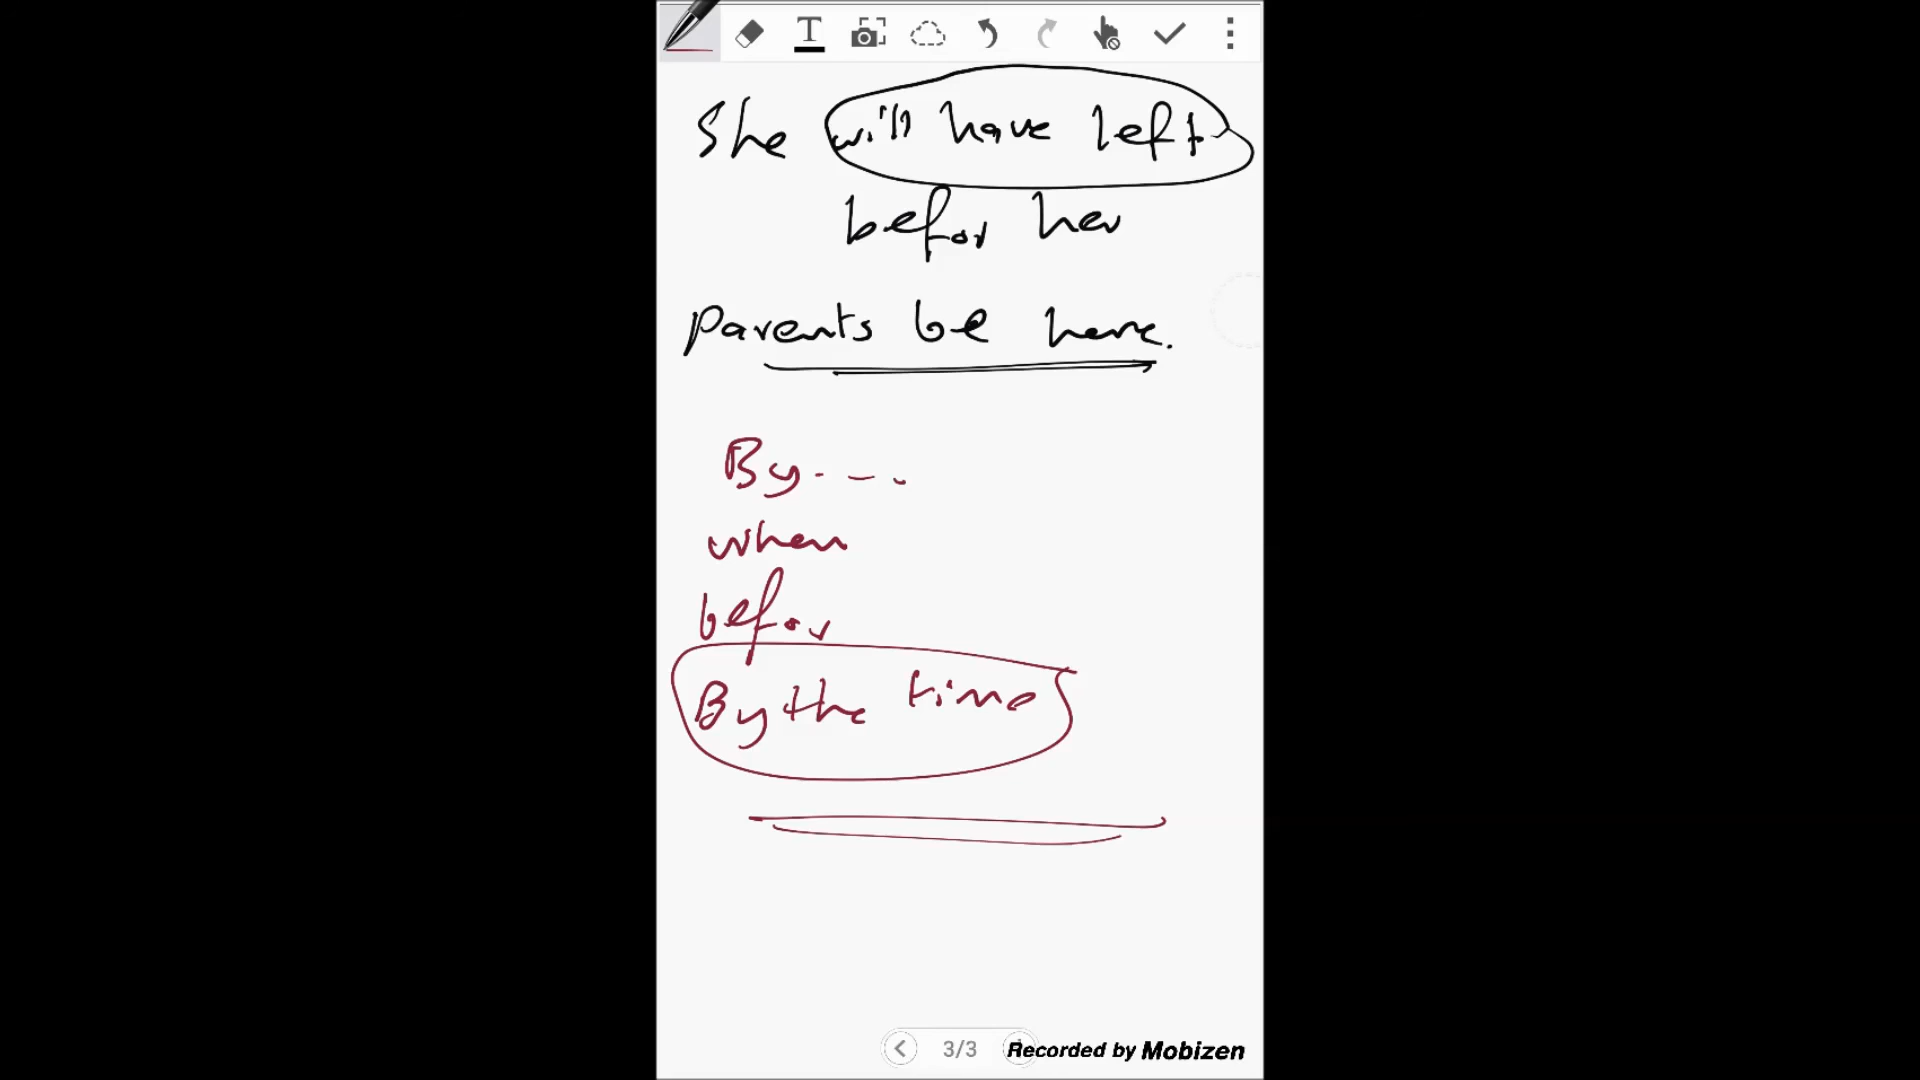 T
She will have left
befor her
parents be here.
By. - -
when
befor
By the time
3/3
Recorded by Mobizen